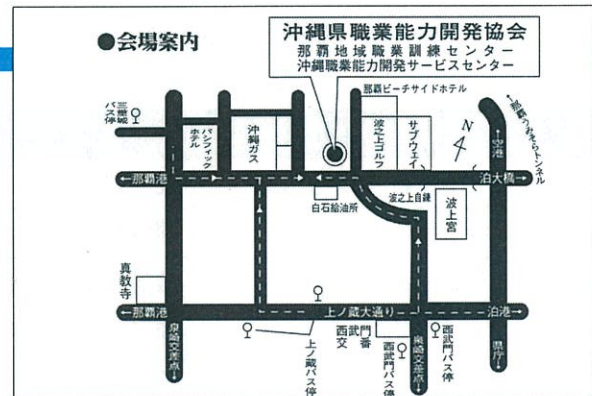 ●会場案内
沖縄県職業能力開発協会
那覇地域職業訓練センター
沖縄職業能力開発サービスセンター
三重城
バス停
パシフィック
ホテル
沖縄ガス
那覇ビーチサイドホテル
波之上ゴルフ
サブウェイ
N
←空港
那覇うみそらトンネル
←那覇港
白石給油所
波之上自練
泊大橋→
波上宮
真教寺
←那覇港
上ノ蔵大通り
泊港→
泉崎交差点→
上ノ蔵バス停
西武門
交番
西武門バス停
泉崎交差点→
西武門バス停
県庁→